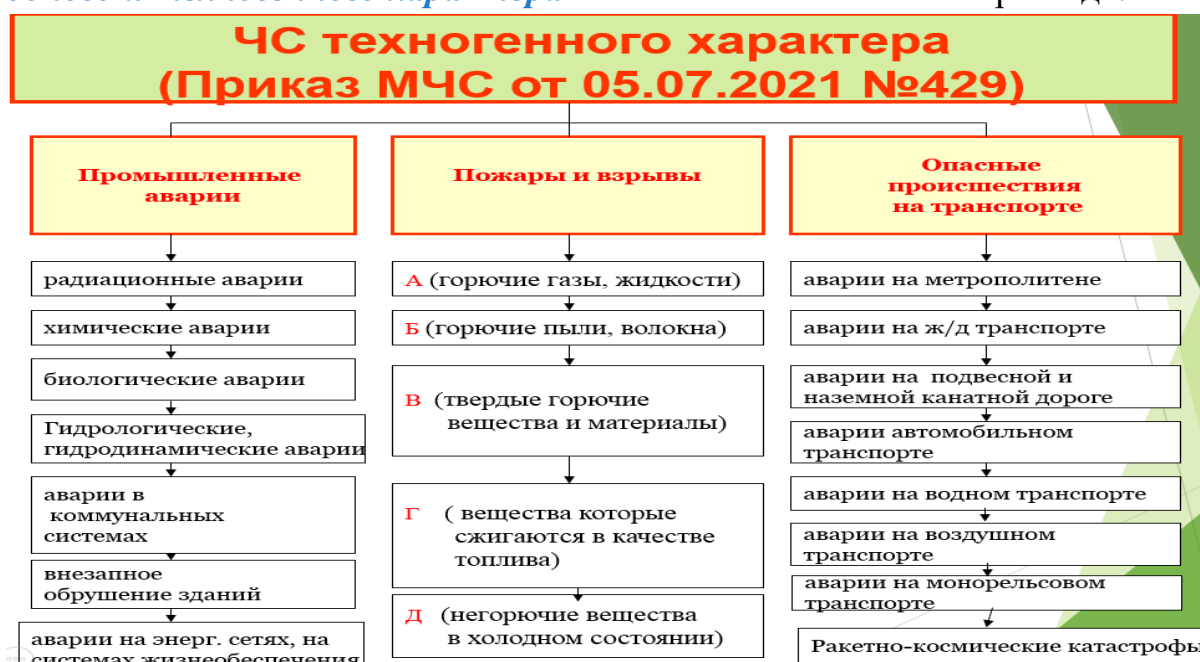 ЧС техногенного характера
(Приказ МЧС от 05.07.2021 №429)
Промышленные
аварии
радиационные аварии
химические аварии
биологические аварии
Гидрологические,
гидродинамические аварии
аварии в
коммунальных
системах
внезапное
обрушение зданий
аварии на энерг. сетях, на
системах жизнеобеспечения
Пожары и взрывы
А (горючие газы, жидкости)
Б (горючие пыли, волокна)
В (твердые горючие
вещества и материалы)
Г ( вещества которые
сжигаются в качестве
топлива)
Д (негорючие вещества
в холодном состоянии)
Опасные
происшествия
на транспорте
аварии на метрополитене
аварии на ж/д транспорте
аварии на подвесной и
наземной канатной дороге
аварии автомобильном
транспорте
аварии на водном транспорте
аварии на воздушном
транспорте
аварии на монорельсовом
транспорте
Ракетно-космические катастрофы